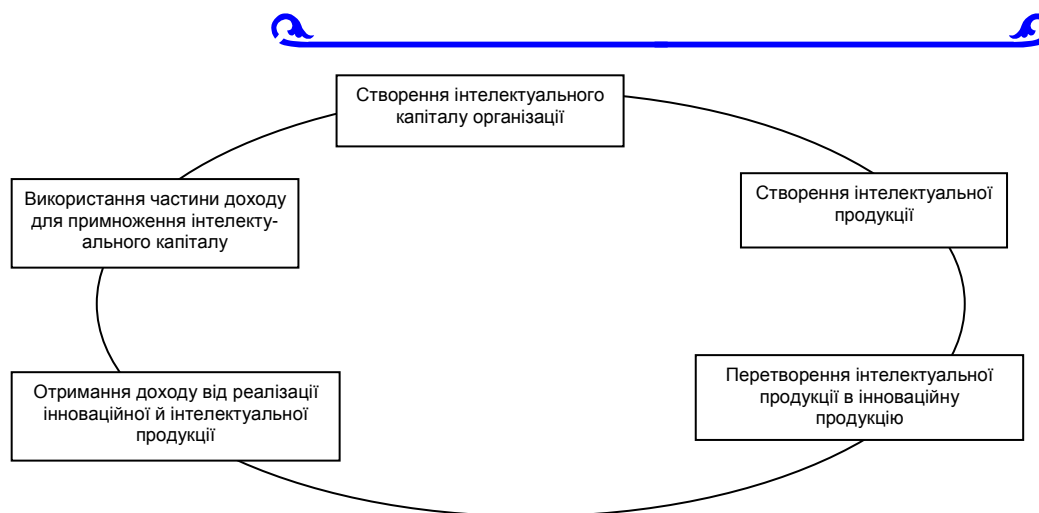 Створення інтелектуального
капіталу організації
Використання частини доходу
для примноження інтелекту-
ального капіталу
Створення інтелектуальної
продукції
Отримання доходу від реалізації
інноваційної й інтелектуальної
продукції
Перетворення інтелектуальної
продукції в інноваційну
продукцію